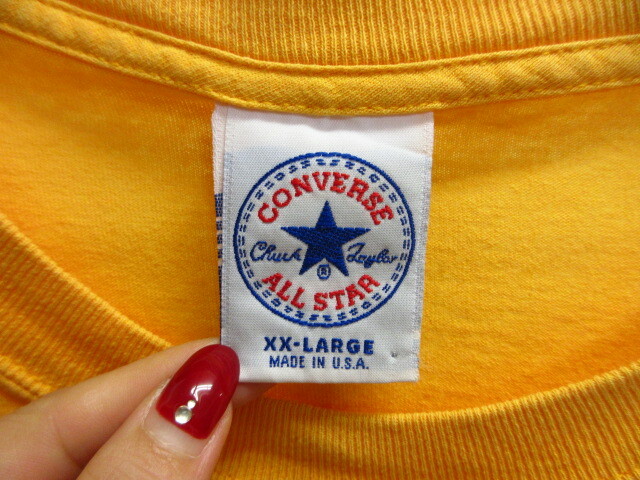 CONVERSE
Chuck Taylor
®
ALL STAR
XX-LARGE
MADE IN U.S.A.